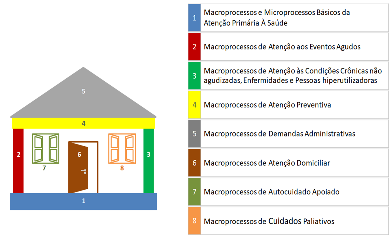 5
4
2
6
3
7
8
1
1 Macroprocessos e Microprocessos Básicos da
Atenção Primária À Saúde
2 Macroprocessos de Atenção aos Eventos Agudos
3 Macroprocessos de Atenção às Condições Crônicas não
agudizadas, Enfermidades e Pessoas hiperutilizadoras
4 Macroprocessos de Atenção Preventiva
5 Macroprocessos de Demandas Administrativas
6 Macroprocessos de Atenção Domiciliar
7 Macroprocessos de Autocuidado Apoiado
8 Macroprocessos de Cuidados Paliativos